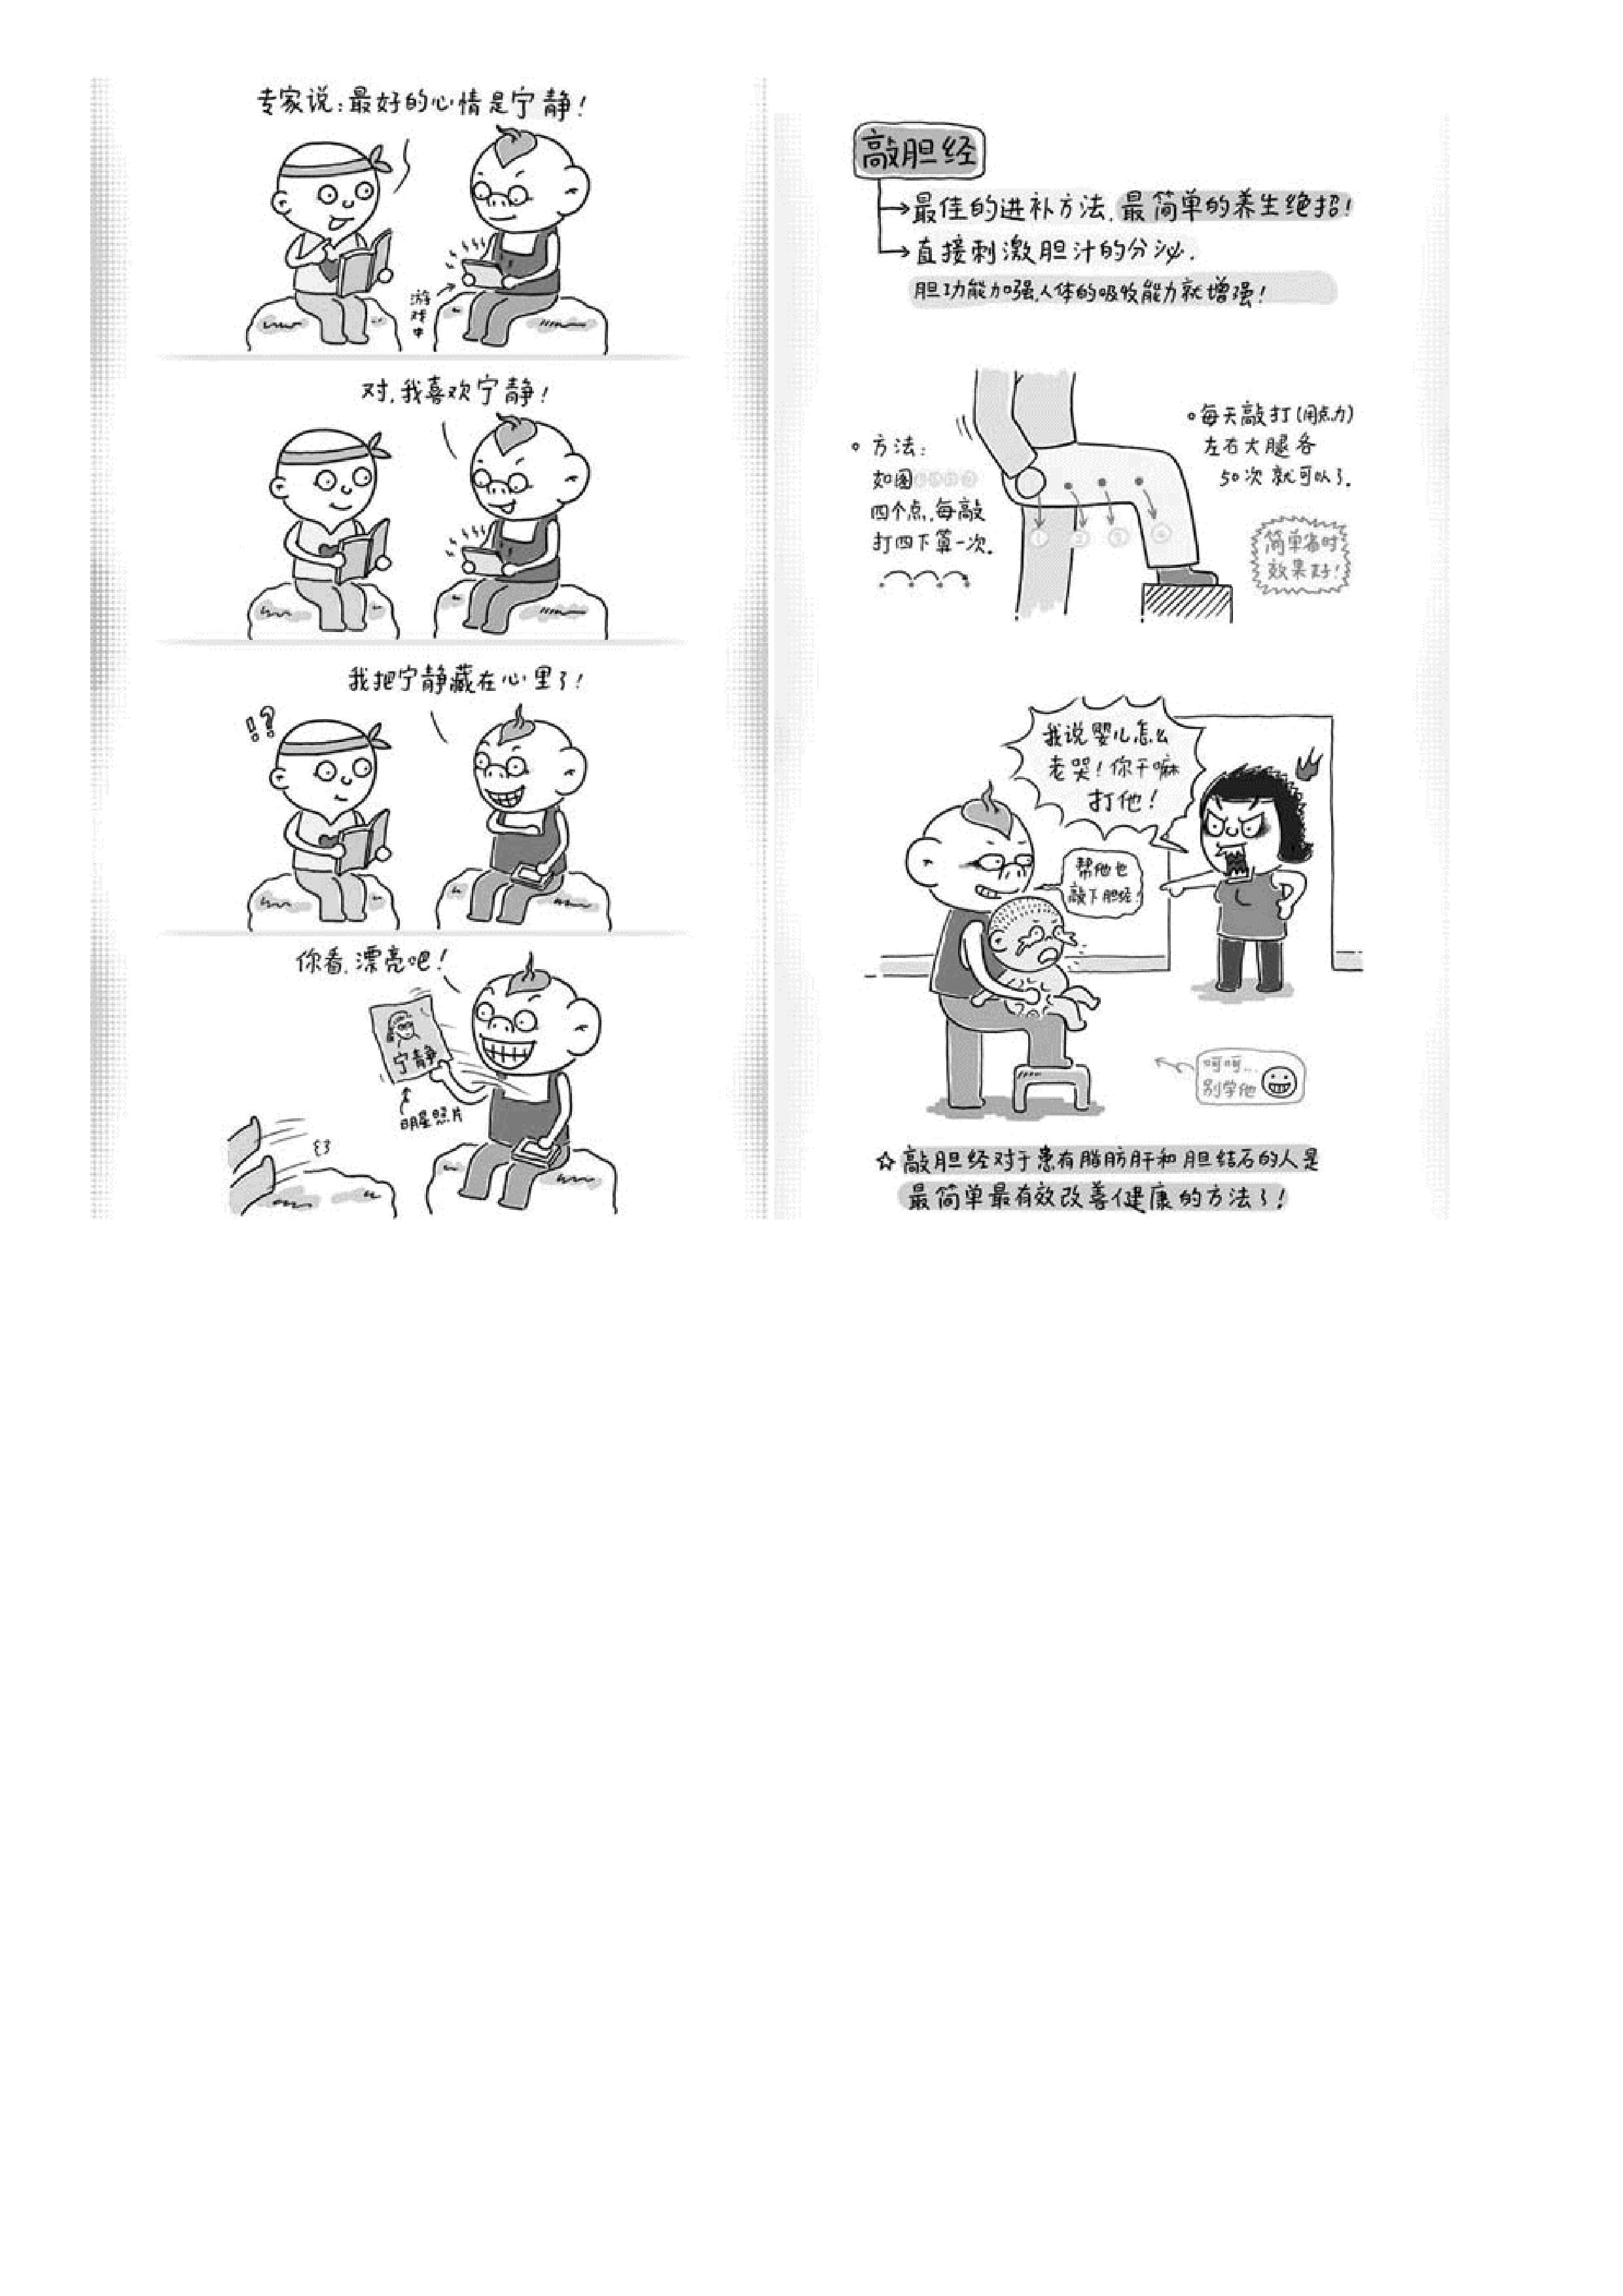 专家说：最好的心情是宁静！
游戏中
对，我喜欢宁静！
我把宁静藏在心里了！
!?
你看，漂亮吧！
宁静
明星照片
敲胆经
最佳的进补方法，最简单的养生绝招！
直接刺激胆汁的分泌．
胆功能加强，人体的吸收能力就增强！
方法：
如图①②③④
四个点，每敲
打四下算一次．
每天敲打（用点力）
左右大腿各
50次就可以了．
① ② ③ ④
简单省时
效果好！
我说婴儿怎么
老哭！你干嘛
打他！
帮他也
敲下胆经！
呵呵…
别学他
☆敲胆经对于患有脂肪肝和胆结石的人是
最简单最有效改善健康的方法了！